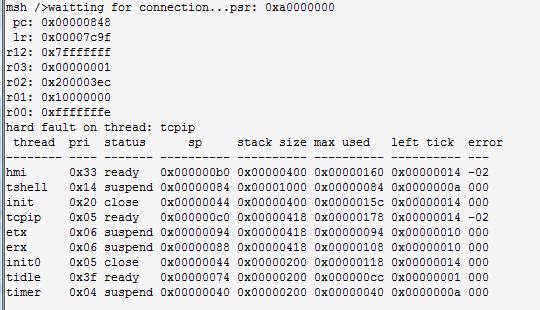 msh />waitting for connection...psr: 0xa0000000
pc: 0x00000848
lr: 0x00007c9f
r12: 0x7fffffff
r03: 0x00000001
r02: 0x200003ec
r01: 0x10000000
r00: 0xfffffffe
hard fault on thread: tcpip
thread pri status sp stack size max used left tick error
-------- ---- ------- ---------- ---------- ---------- ---------- ---
hmi 0x33 ready 0x000000b0 0x00000400 0x00000160 0x00000014 -02
tshell 0x14 suspend 0x00000084 0x00001000 0x00000084 0x0000000a 000
init 0x20 close 0x00000044 0x00000400 0x0000015c 0x00000014 000
tcpip 0x05 ready 0x000000c0 0x00000418 0x00000178 0x00000014 -02
etx 0x06 suspend 0x00000094 0x00000418 0x00000094 0x00000010 000
erx 0x06 suspend 0x00000088 0x00000418 0x00000108 0x00000010 000
init0 0x05 close 0x00000044 0x00000200 0x00000118 0x00000014 000
tidle 0x3f ready 0x00000074 0x00000200 0x000000cc 0x00000001 000
timer 0x04 suspend 0x00000040 0x00000200 0x00000040 0x0000000a 000